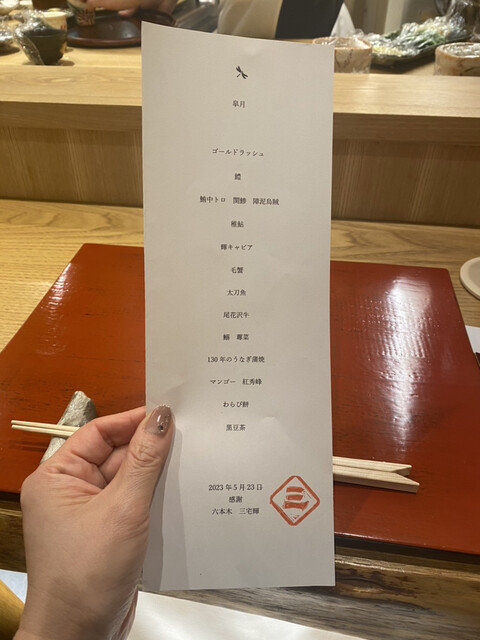 皐月
ゴールドラッシュ
鱧
鮪中トロ　関鯵　障泥烏賊
稚鮎
キャビア
毛蟹
太刀魚
尾花沢牛
蓴菜
130年のうなぎ蒲焼
マンゴー　紅秀峰
わらび餅
黒豆茶
2023年5月23日
感謝
六本木　三宅輝
三